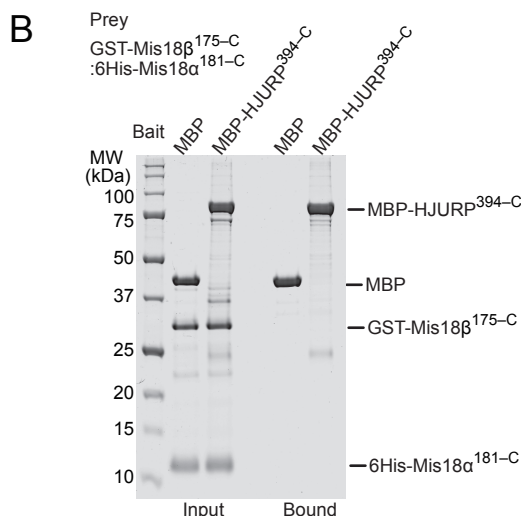 B
Prey
GST-Mis18β175–C
:6His-Mis18α181–C
Bait
MBP
MBP-HJURP394–C
MBP
MBP-HJURP394–C
MW
(kDa)
100
75
50
37
25
20
15
10
MBP-HJURP394–C
MBP
GST-Mis18β175–C
6His-Mis18α181–C
Input
Bound